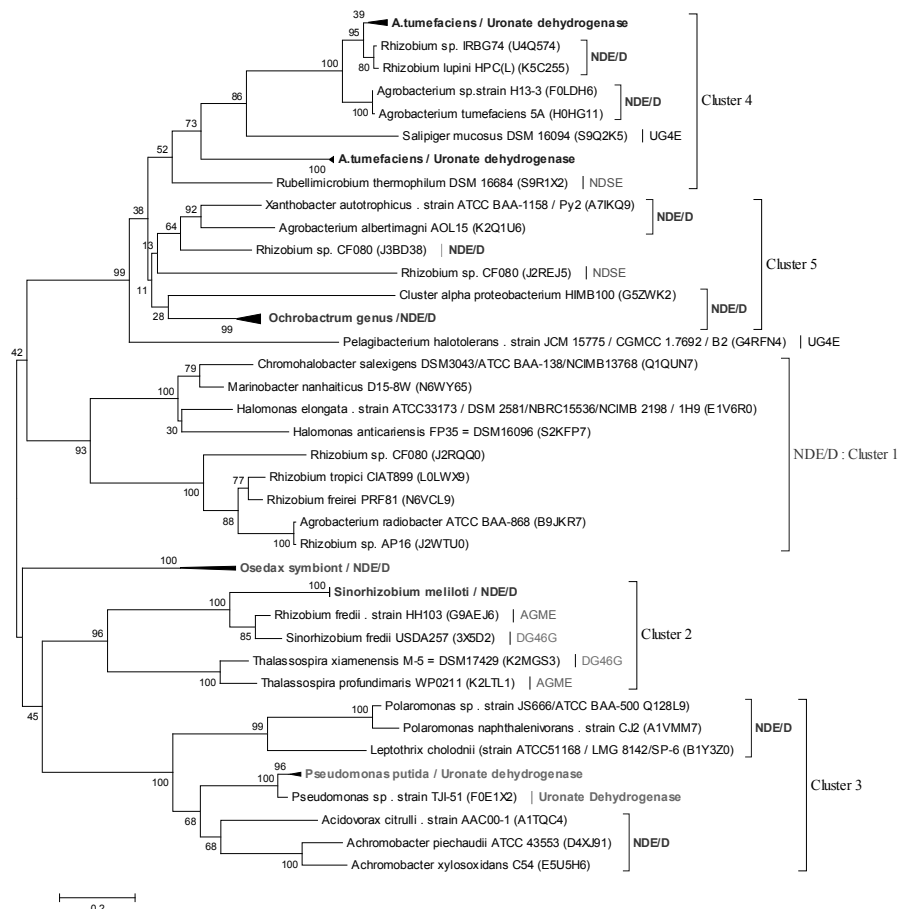 39
A.tumefaciens / Uronate dehydrogenase
95
Rhizobium sp. IRBG74 (U4Q574)
NDE/D
80
Rhizobium lupini HPC(L) (K5C255)
100
Agrobacterium sp.strain H13-3 (F0LDH6)
NDE/D
Cluster 4
86
100
Agrobacterium tumefaciens 5A (H0HG11)
73
Salipiger mucosus DSM 16094 (S9Q2K5) | UG4E
A.tumefaciens / Uronate dehydrogenase
100
52
Rubellimicrobium thermophilum DSM 16684 (S9R1X2) | NDSE
Xanthobacter autotrophicus . strain ATCC BAA-1158 / Py2 (A7IKQ9)
92
NDE/D
64
Agrobacterium albertimagni AOL15 (K2Q1U6)
38
13
Rhizobium sp. CF080 (J3BD38) | NDE/D
Cluster 5
99
Rhizobium sp. CF080 (J2REJ5) | NDSE
11
Cluster alpha proteobacterium HIMB100 (G5ZWK2)
NDE/D
28
Ochrobactrum genus /NDE/D
99
Pelagibacterium halotolerans . strain JCM 15775 / CGMCC 1.7692 / B2 (G4RFN4) | UG4E
42
Chromohalobacter salexigens DSM3043/ATCC BAA-138/NCIMB13768 (Q1QUN7)
79
Marinobacter nanhaiticus D15-8W (N6WY65)
100
Halomonas elongata . strain ATCC33173 / DSM 2581/NBRC15536/NCIMB 2198 / 1H9 (E1V6R0)
30
Halomonas anticariensis FP35 = DSM16096 (S2KFP7)
93
NDE/D : Cluster 1
Rhizobium sp. CF080 (J2RQQ0)
100
77
Rhizobium tropici CIAT899 (L0LWX9)
Rhizobium freirei PRF81 (N6VCL9)
88
Agrobacterium radiobacter ATCC BAA-868 (B9JKR7)
100
Rhizobium sp. AP16 (J2WTU0)
100
Osedax symbiont / NDE/D
100
Sinorhizobium meliloti / NDE/D
100
Rhizobium fredii . strain HH103 (G9AEJ6) | AGME
85
Sinorhizobium fredii USDA257 (3X5D2) | DG46G
Cluster 2
96
Thalassospira xiamenensis M-5 = DSM17429 (K2MGS3) | DG46G
100
Thalassospira profundimaris WP0211 (K2LTL1) | AGME
45
Polaromonas sp . strain JS666/ATCC BAA-500 Q128L9)
100
99
Polaromonas naphthalenivorans . strain CJ2 (A1VMM7)
NDE/D
Leptothrix cholodnii (strain ATCC51168 / LMG 8142/SP-6 (B1Y3Z0)
96
Pseudomonas putida / Uronate dehydrogenase
100
100
Pseudomonas sp . strain TJI-51 (F0E1X2) | Uronate Dehydrogenase
Cluster 3
68
Acidovorax citrulli . strain AAC00-1 (A1TQC4)
68
Achromobacter piechaudii ATCC 43553 (D4XJ91)
NDE/D
100
Achromobacter xylosoxidans C54 (E5U5H6)
0.2